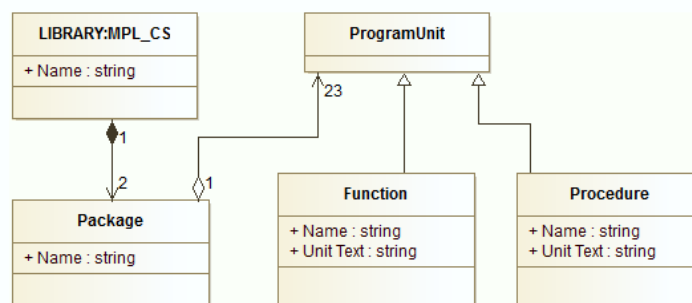 LIBRARY:MPL_CS
+ Name : string
ProgramUnit
23
1
2
1
Package
+ Name : string
Function
+ Name : string
+ Unit Text : string
Procedure
+ Name : string
+ Unit Text : string